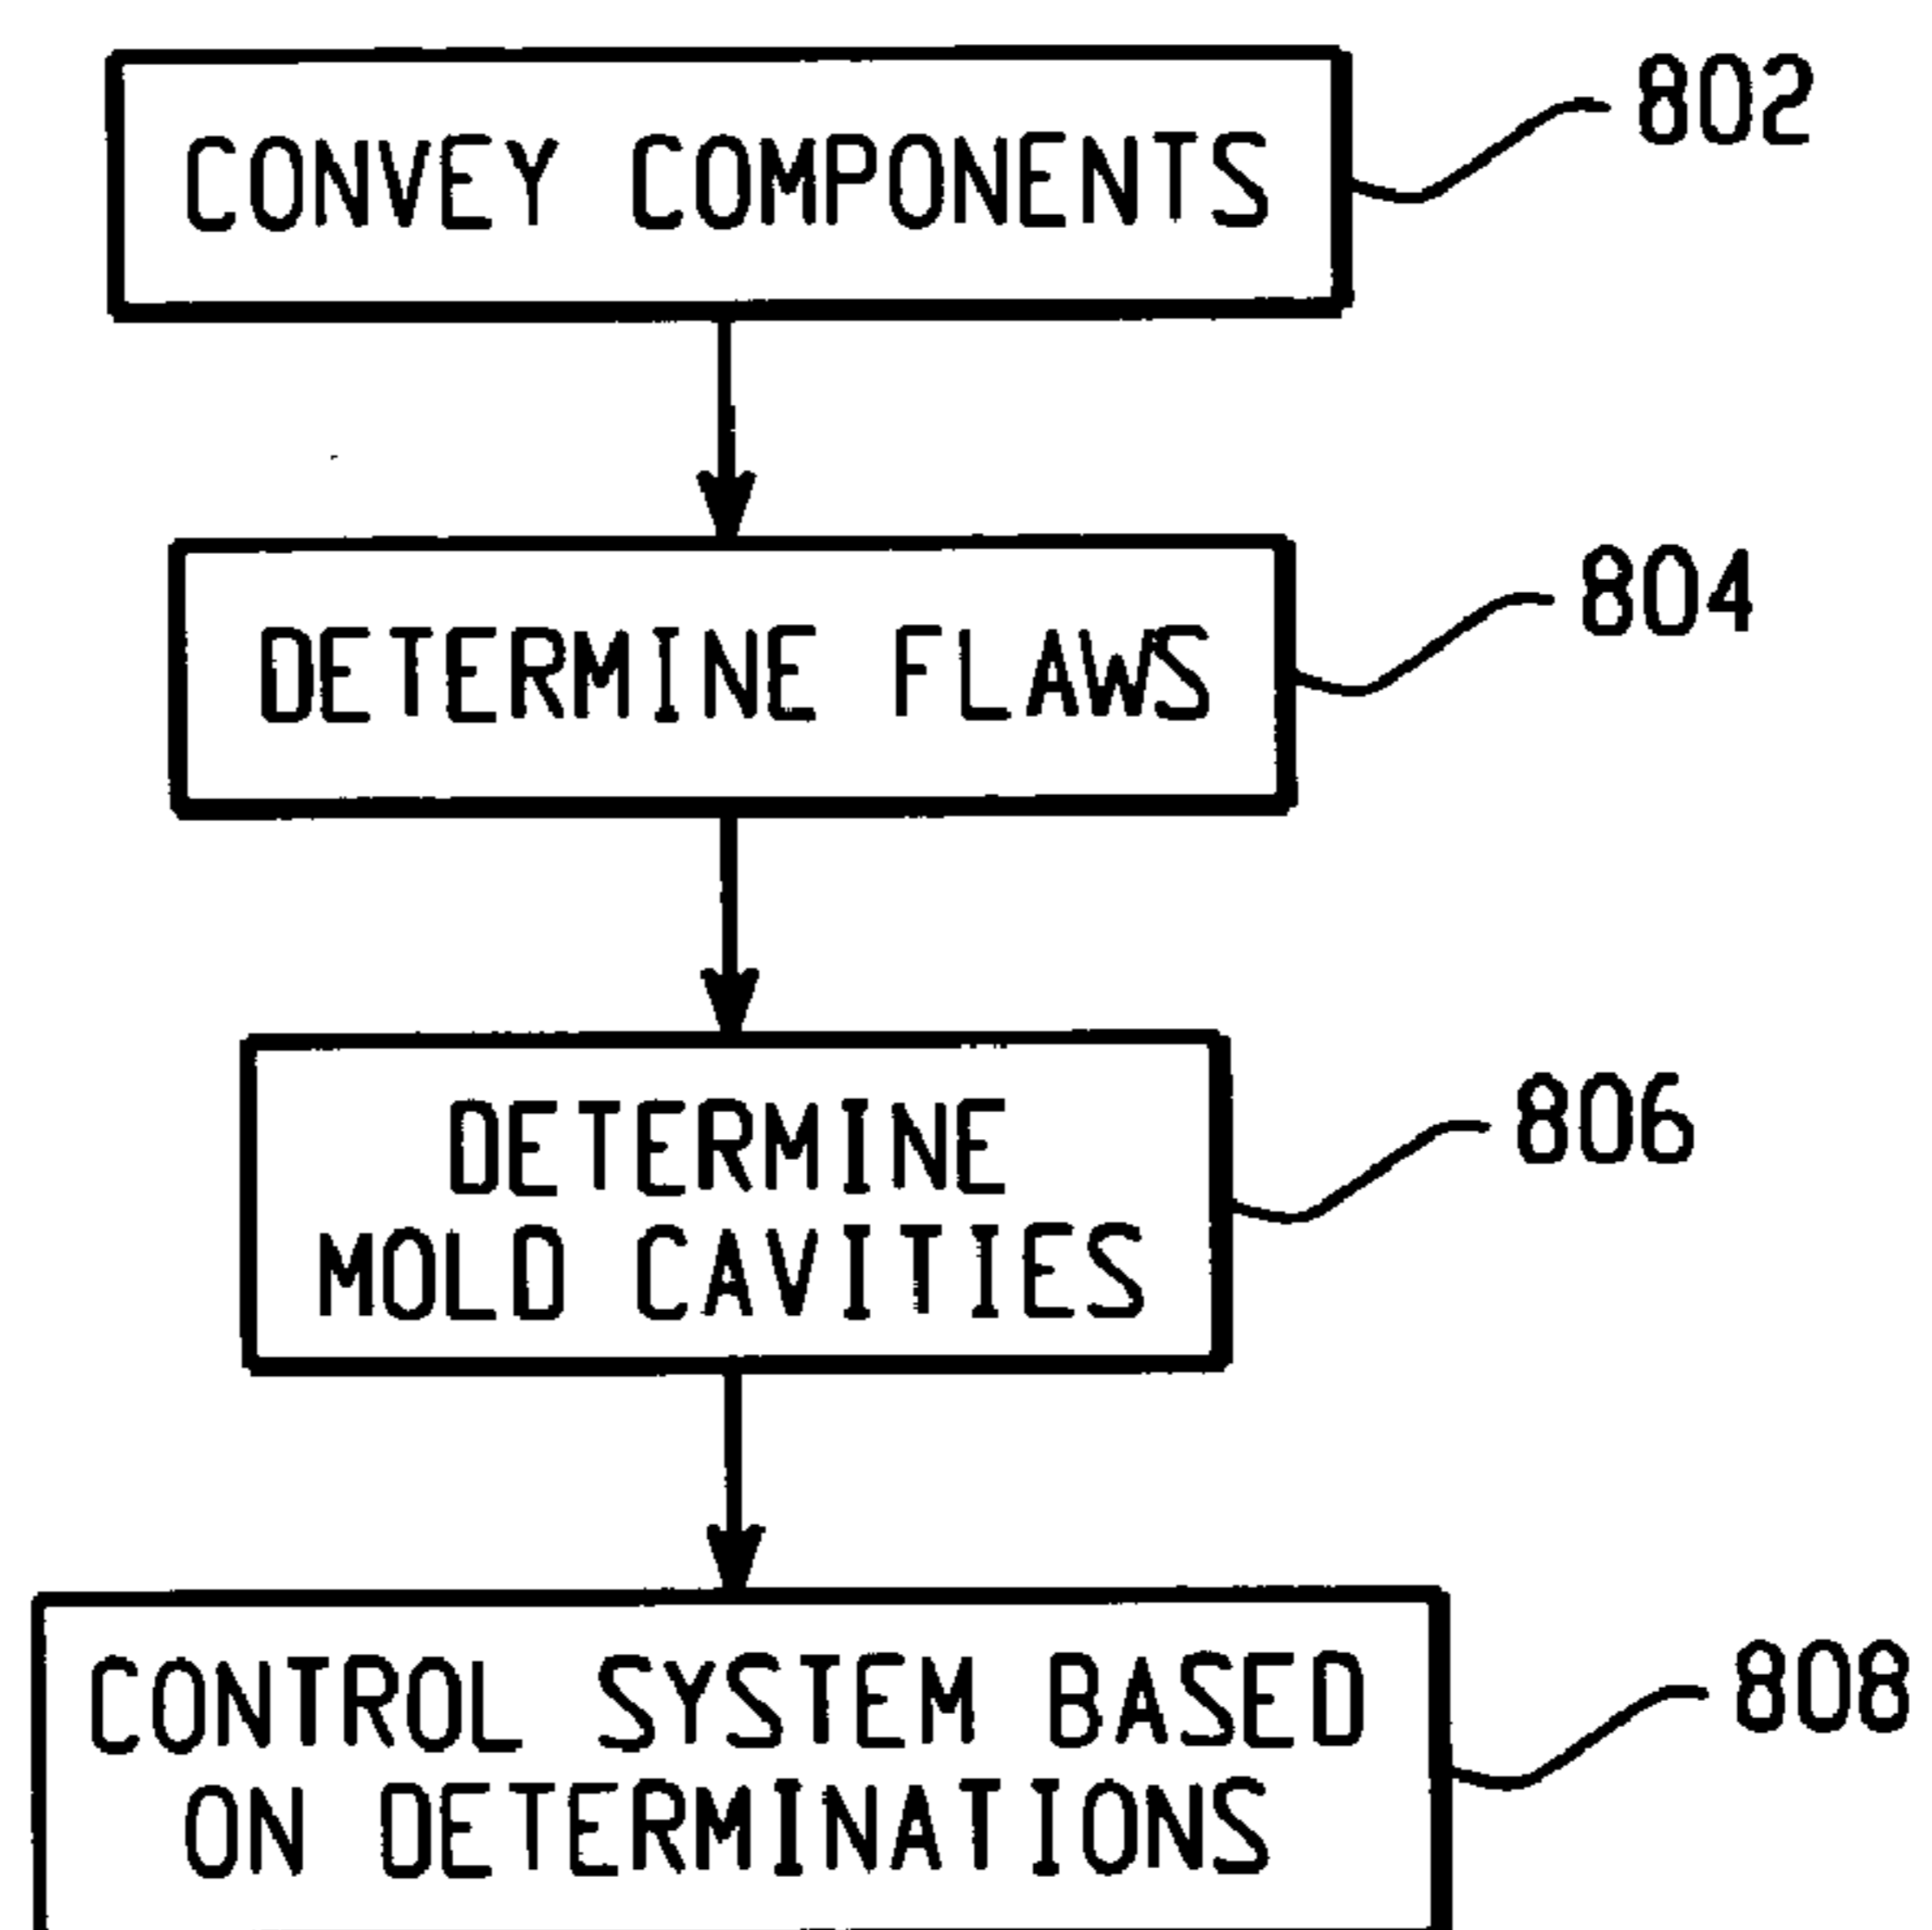 CONVEY COMPONENTS
802
DETERMINE FLAWS
804
DETERMINE
MOLD CAVITIES
806
CONTROL SYSTEM BASED
ON DETERMINATIONS
808